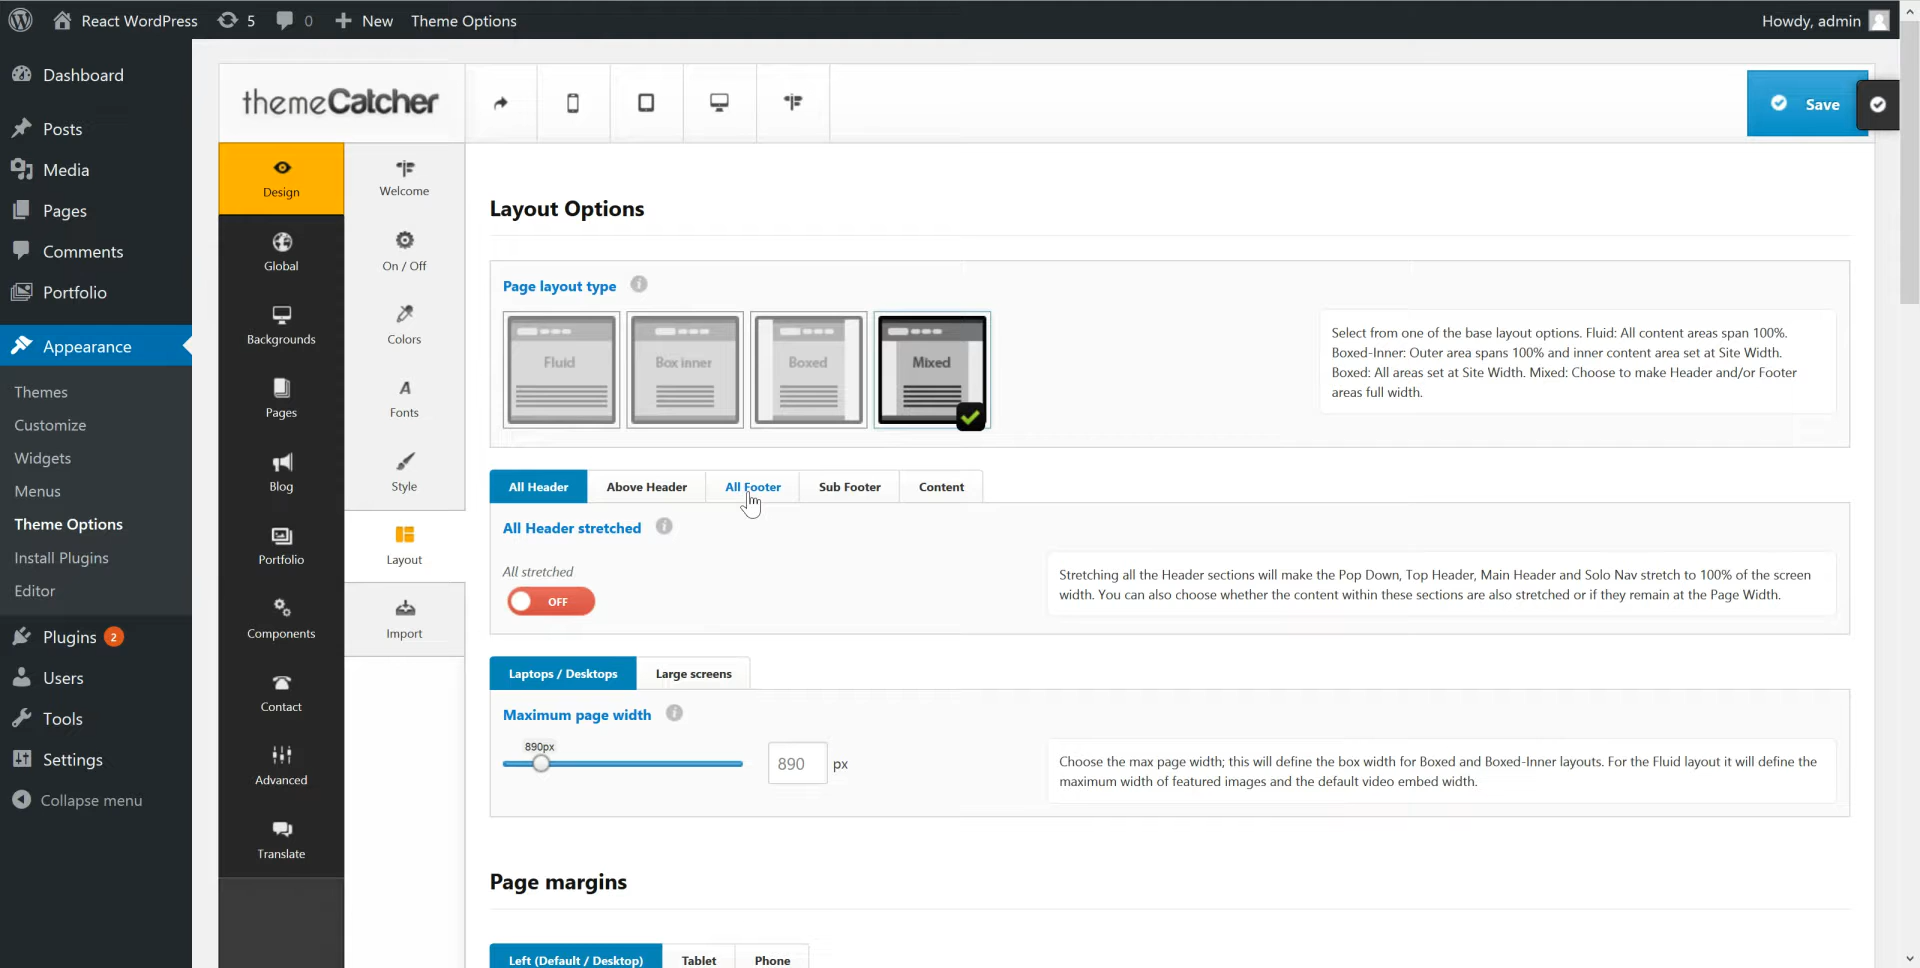 React WordPress
5
0
New
Theme Options
Howdy, admin
Dashboard
Posts
Media
Pages
Comments
Portfolio
Appearance
Themes
Customize
Widgets
Menus
Theme Options
Install Plugins
Editor
Plugins 2
Users
Tools
Settings
Collapse menu
themeCatcher
Save
Design
Global
Backgrounds
Pages
Blog
Portfolio
Components
Contact
Advanced
Translate
Welcome
On / Off
Colors
Fonts
Style
Layout
Import
Layout Options
Page layout type
Fluid
Box inner
Boxed
Mixed
Select from one of the base layout options. Fluid: All content areas span 100%.
Boxed-Inner: Outer area spans 100% and inner content area set at Site Width.
Boxed: All areas set at Site Width. Mixed: Choose to make Header and/or Footer
areas full width.
All Header
Above Header
All Footer
Sub Footer
Content
All Header stretched
All stretched
OFF
Stretching all the Header sections will make the Pop Down, Top Header, Main Header and Solo Nav stretch to 100% of the screen
width. You can also choose whether the content within these sections are also stretched or if they remain at the Page Width.
Laptops / Desktops
Large screens
Maximum page width
890px
890
px
Choose the max page width; this will define the box width for Boxed and Boxed-Inner layouts. For the Fluid layout it will define the
maximum width of featured images and the default video embed width.
Page margins
Left (Default / Desktop)
Tablet
Phone